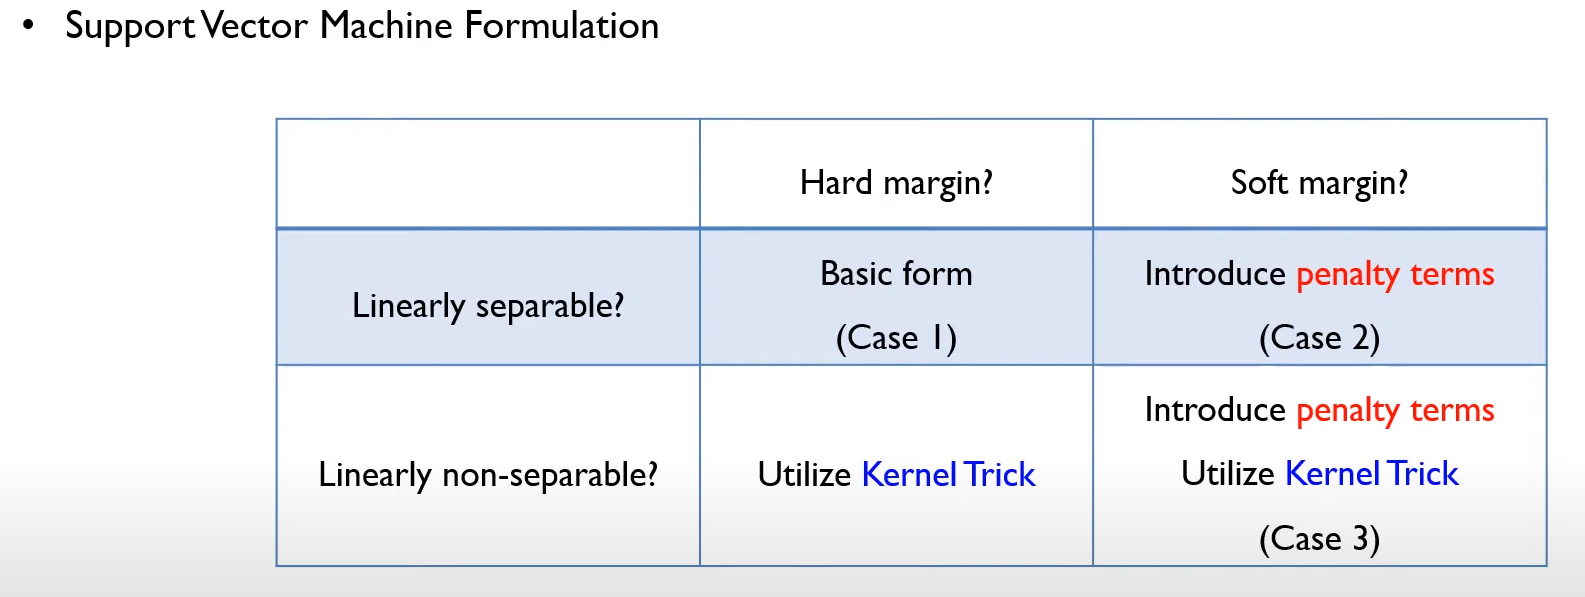 • Support Vector Machine Formulation
Hard margin?
Soft margin?
Linearly separable?
Basic form
(Case 1)
Introduce penalty terms
(Case 2)
Linearly non-separable?
Utilize Kernel Trick
Introduce penalty terms
Utilize Kernel Trick
(Case 3)